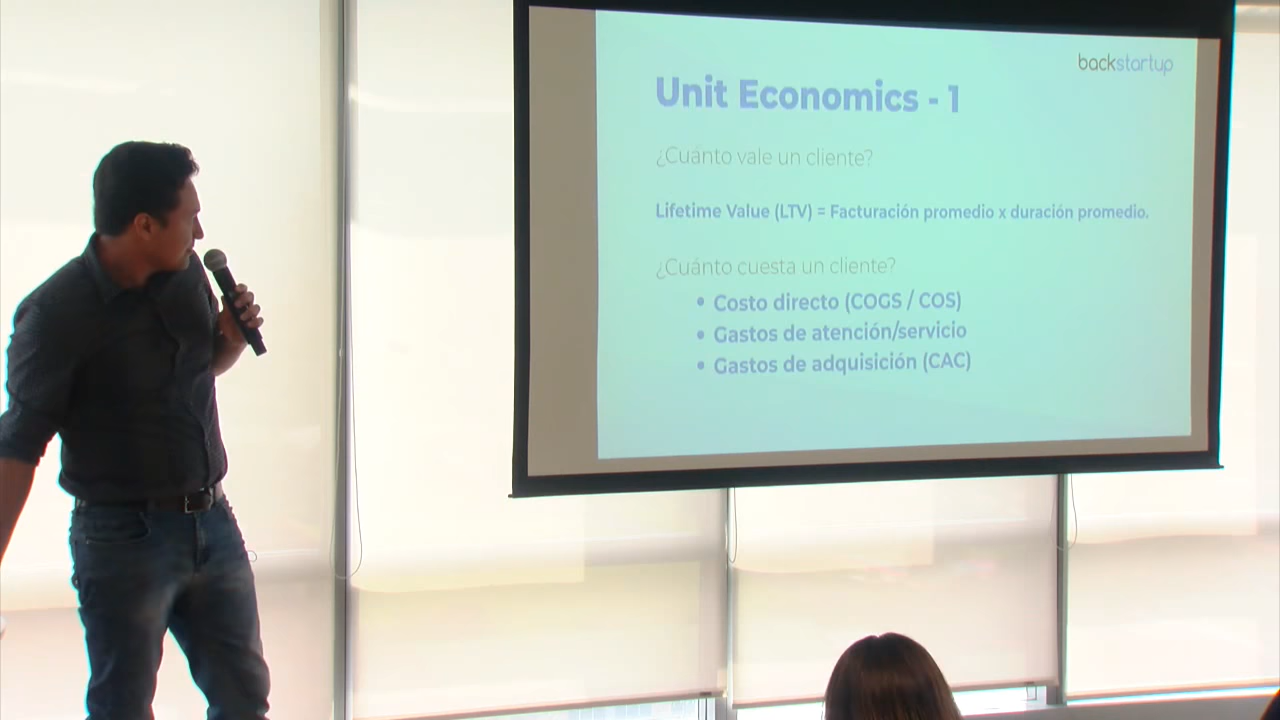 backstartup
Unit Economics - 1
¿Cuánto vale un cliente?
Lifetime Value (LTV) = Facturación promedio x duración promedio.
¿Cuánto cuesta un cliente?
• Costo directo (COGS / COS)
• Gastos de atención/servicio
• Gastos de adquisición (CAC)